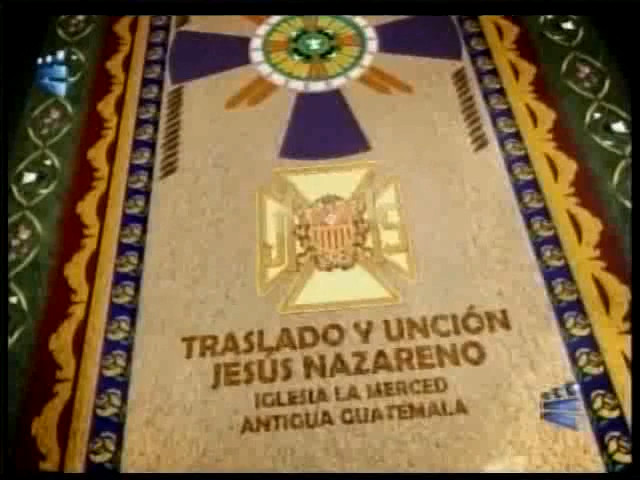 TRASLADO Y UNCIÓN
JESÚS NAZARENO
IGLESIA LA MERCED
ANTIGUA GUATEMALA